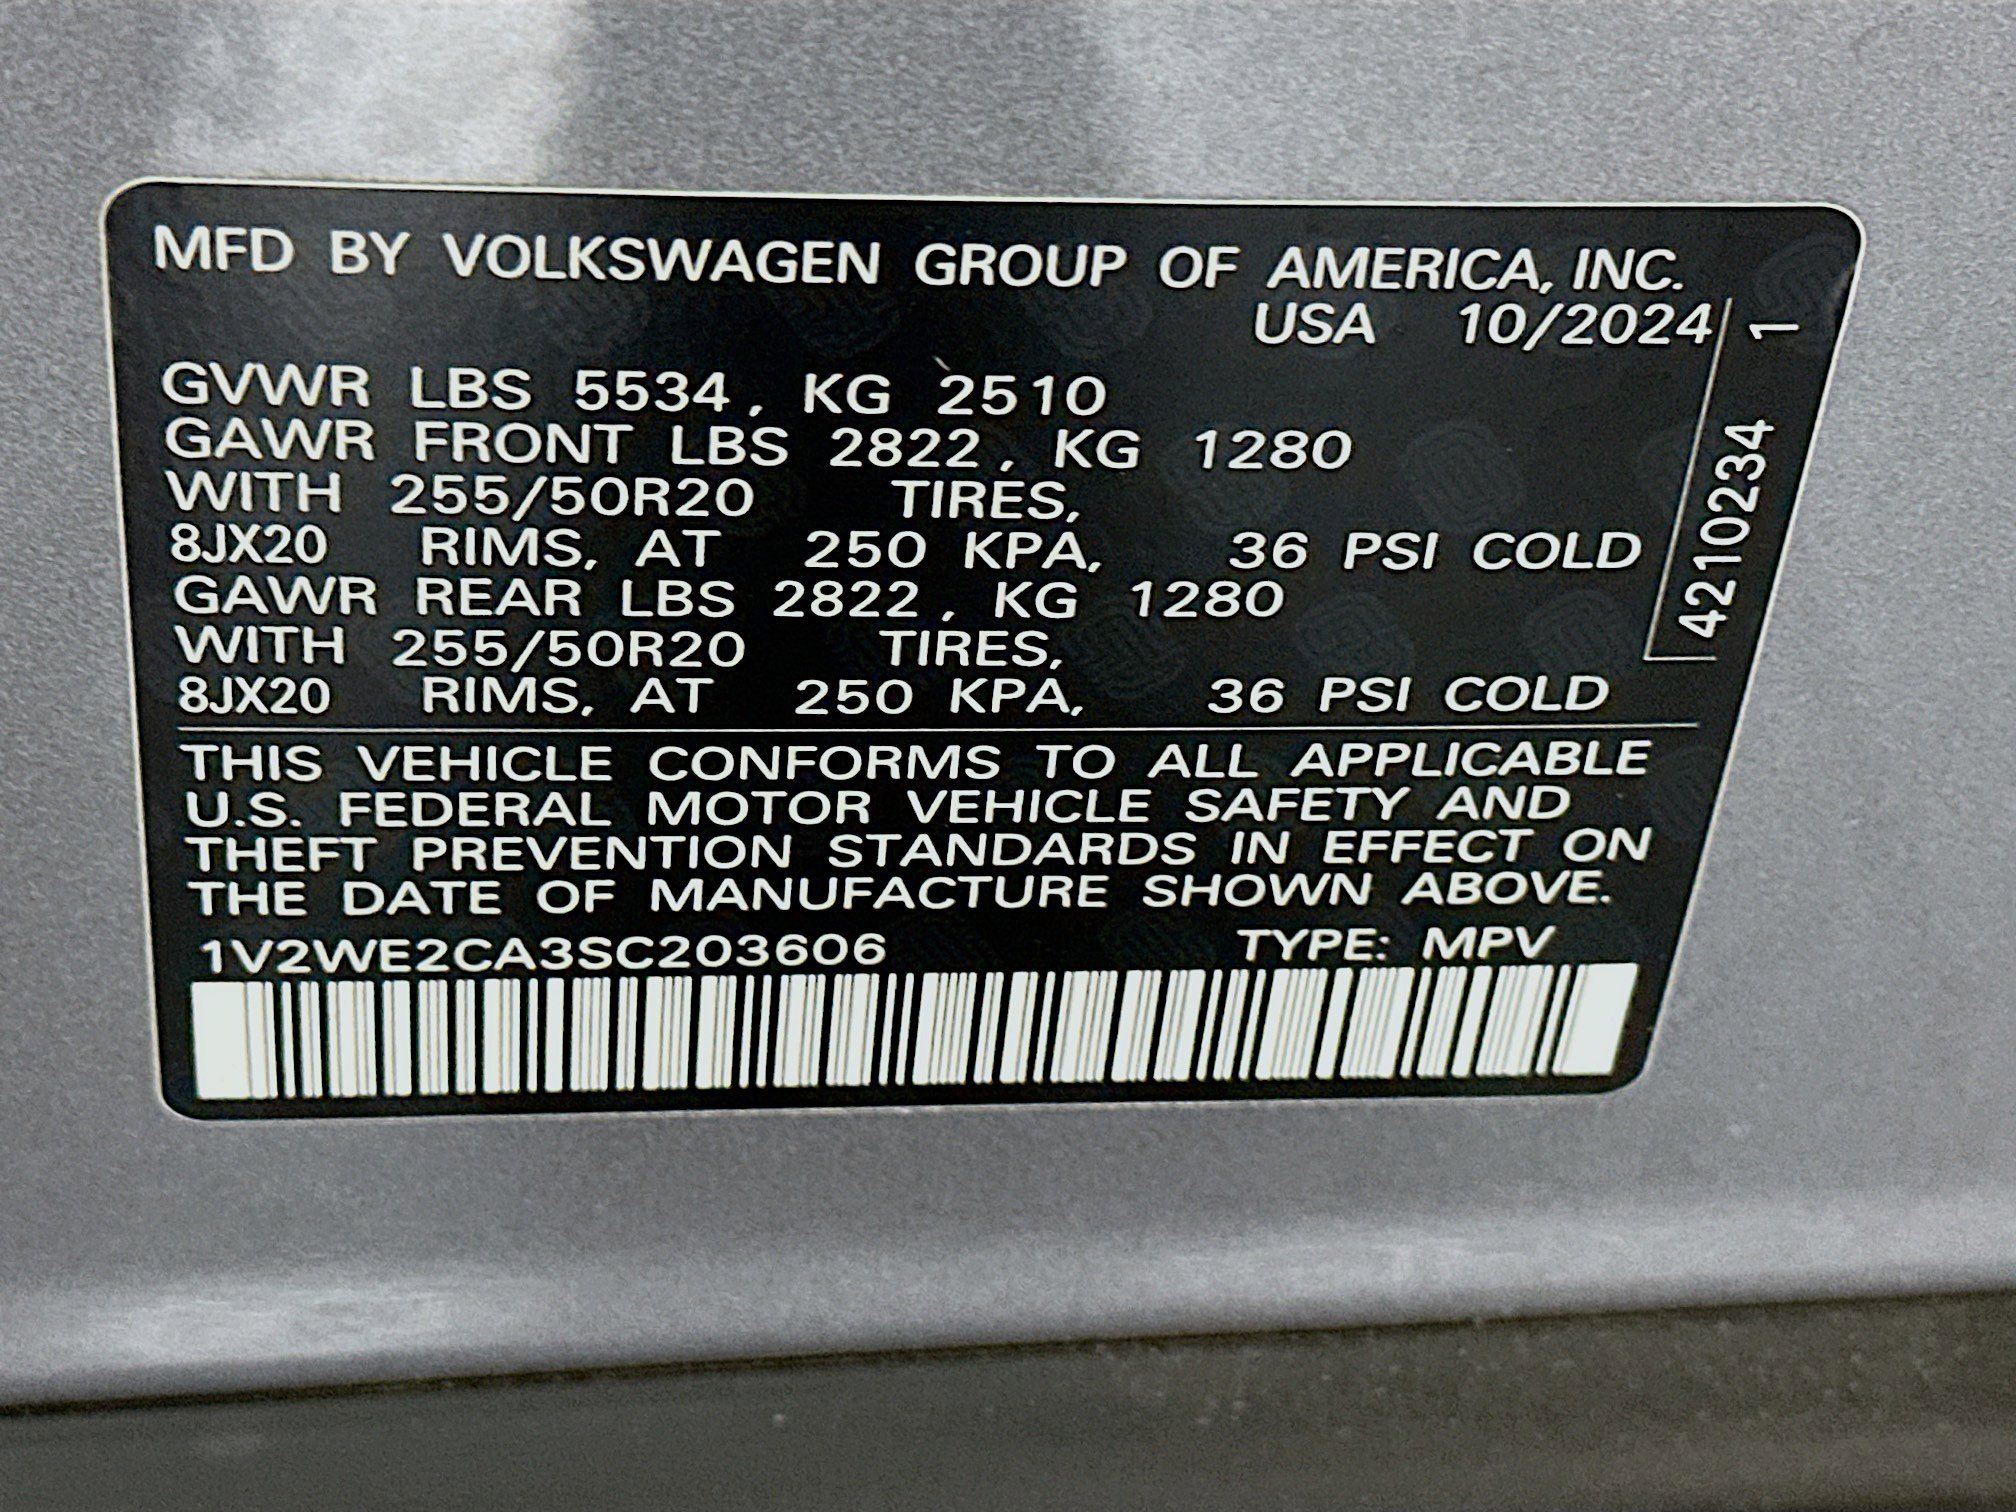 MFD BY VOLKSWAGEN GROUP OF AMERICA, INC.
USA 10/2024
GVWR LBS 5534, KG 2510
GAWR FRONT LBS 2822, KG 1280
WITH 255/50R20 TIRES,
8JX20 RIMS, AT 250 KPA, 36 PSI COLD
GAWR REAR LBS 2822, KG 1280
WITH 255/50R20 TIRES,
8JX20 RIMS, AT 250 KPA, 36 PSI COLD
THIS VEHICLE CONFORMS TO ALL APPLICABLE
U.S. FEDERAL MOTOR VEHICLE SAFETY AND
THEFT PREVENTION STANDARDS IN EFFECT ON
THE DATE OF MANUFACTURE SHOWN ABOVE.
1V2WE2CA3SC203606 TYPE: MPV
4210234 1